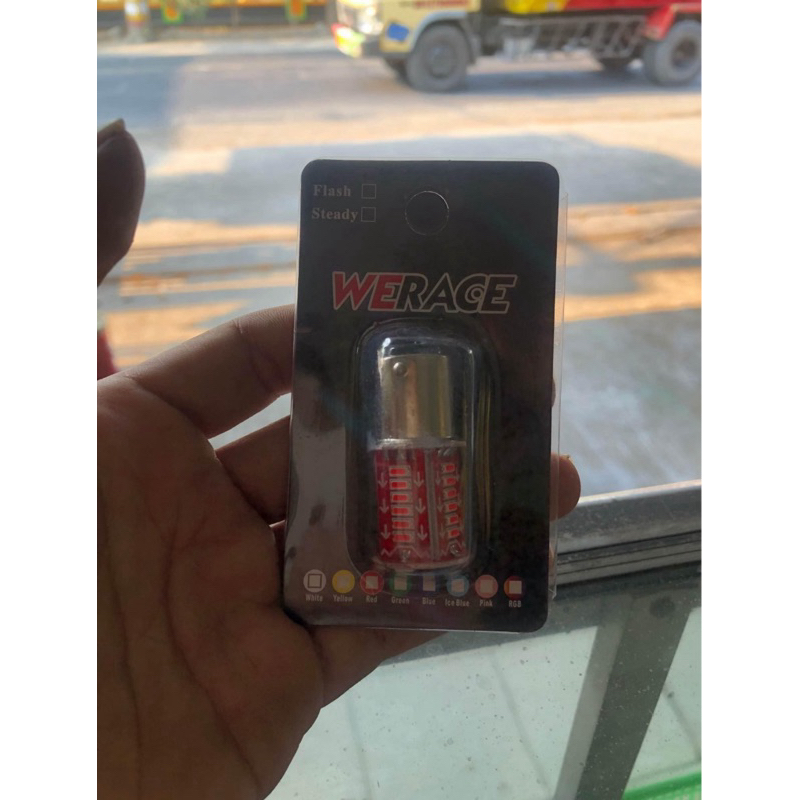 Flash
Steady
WERACE
White Yellow Red Green Blue Ice Blue Pink RGB